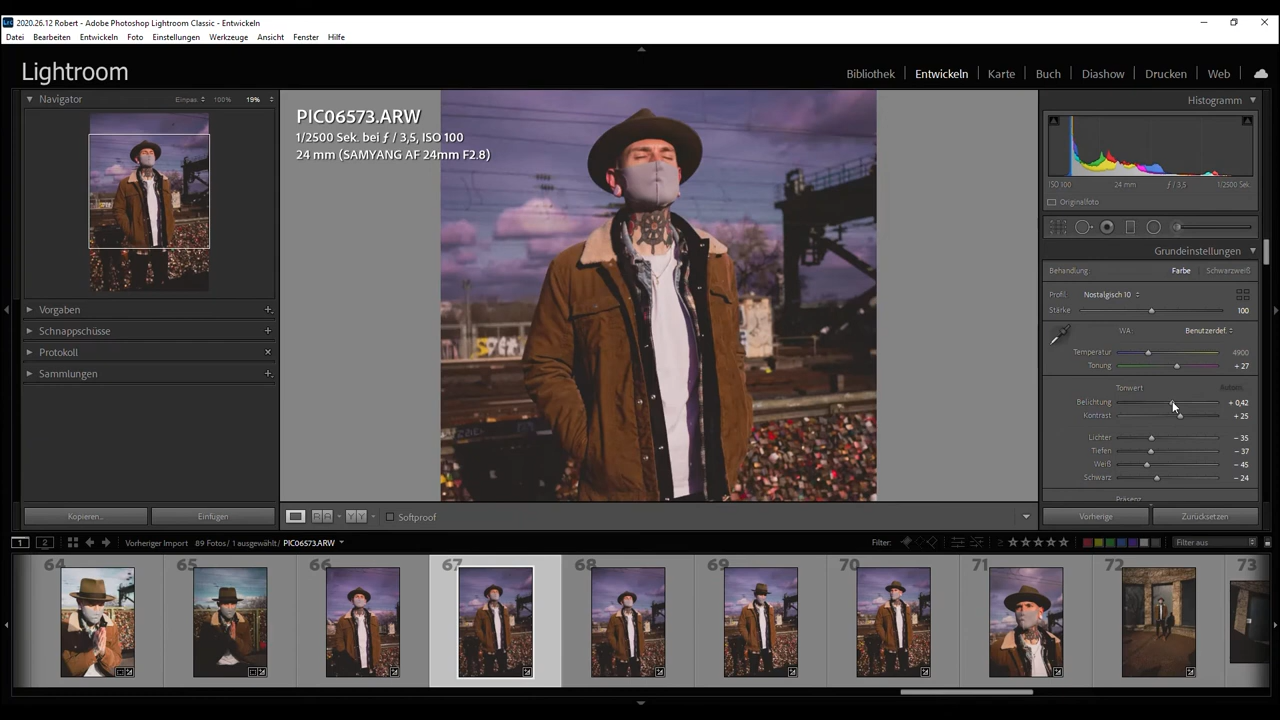 2020.26.12 Robert - Adobe Photoshop Lightroom Classic - Entwickeln
Datei Bearbeiten Entwickeln Foto Einstellungen Werkzeuge Ansicht Fenster Hilfe
Lightroom
Bibliothek Entwickeln Karte Buch Diashow Drucken Web
Navigator Einpas 100% 19%
PIC06573.ARW
1/2500 Sek. bei ƒ / 3,5, ISO 100
24 mm (SAMYANG AF 24mm F2.8)
Vorgaben
Schnappschüsse
Protokoll
Sammlungen
Kopieren... Einfügen
Softproof
Histogramm
ISO 100 24 mm ƒ / 3,5 1/2500 Sek.
Originalfoto
Grundeinstellungen
Behandlung: Farbe Schwarzweiß
Profil: Nostalgisch 10
Stärke 100
WA: Benutzerdef.
Temperatur 4900
Tonung + 27
Tonwert Autom.
Belichtung + 0,42
Kontrast + 25
Lichter − 35
Tiefen − 37
Weiß − 45
Schwarz − 24
Präsenz
Vorherige Zurücksetzen
1 2 Vorheriger Import 89 Fotos/ 1 ausgewählt/ PIC06573.ARW Filter: Filter aus
64 65 66 67 68 69 70 71 72 73